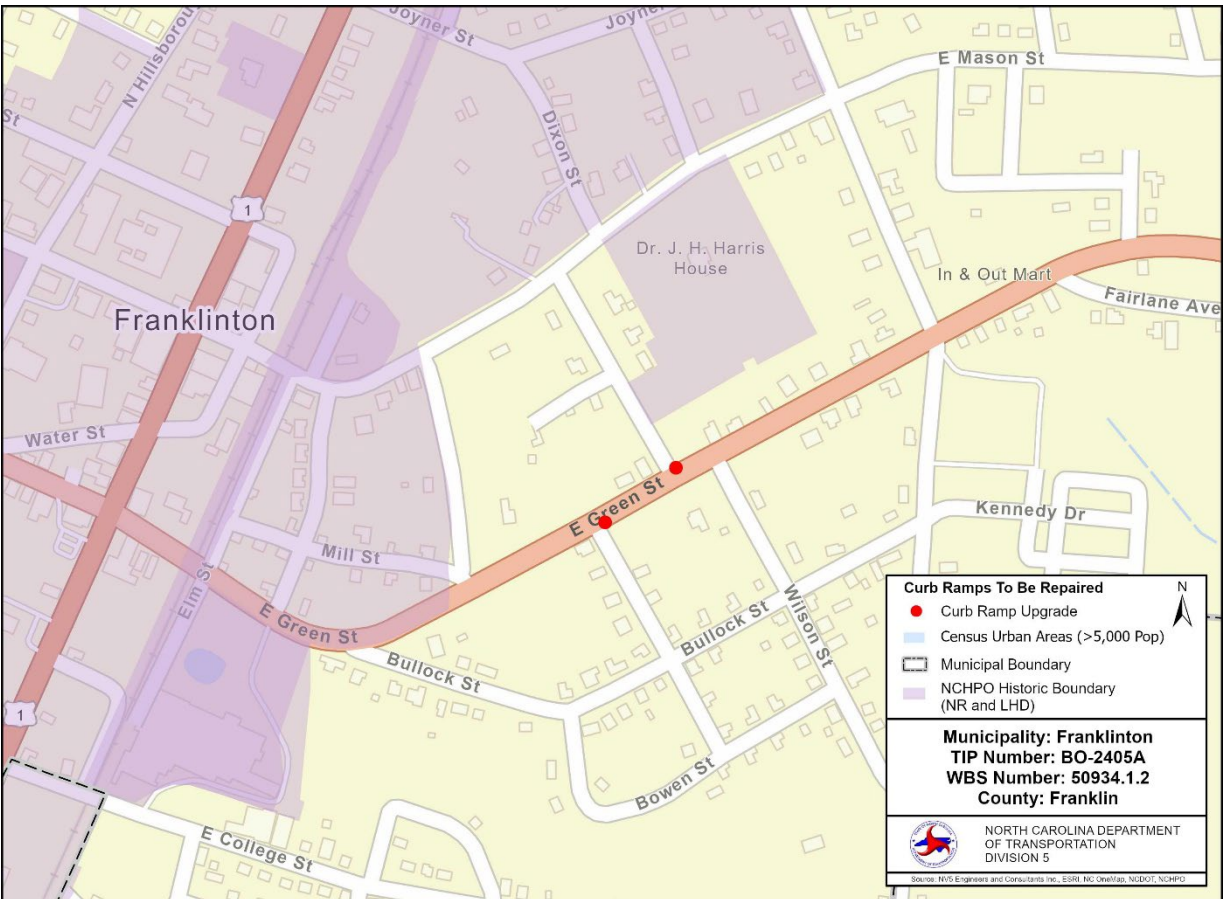 Joyner St
Joyner
N Hillsborou
E Mason St
St
Dixon St
1
Dr. J. H. Harris
House
In & Out Mart
Fairlane Ave
Franklinton
Water St
E Green St
Kennedy Dr
Mill St
Elm St
E Green St
Bullock St
Wilson St
Bullock St
1
Bowen St
E College St
Curb Ramps To Be Repaired
N
Curb Ramp Upgrade
Census Urban Areas (>5,000 Pop)
Municipal Boundary
NCHPO Historic Boundary
(NR and LHD)
Municipality: Franklinton
TIP Number: BO-2405A
WBS Number: 50934.1.2
County: Franklin
NORTH CAROLINA DEPARTMENT
OF TRANSPORTATION
DIVISION 5
Source: NV5 Engineers and Consultants Inc., ESRI, NC OneMap, NCDOT, NCHPO